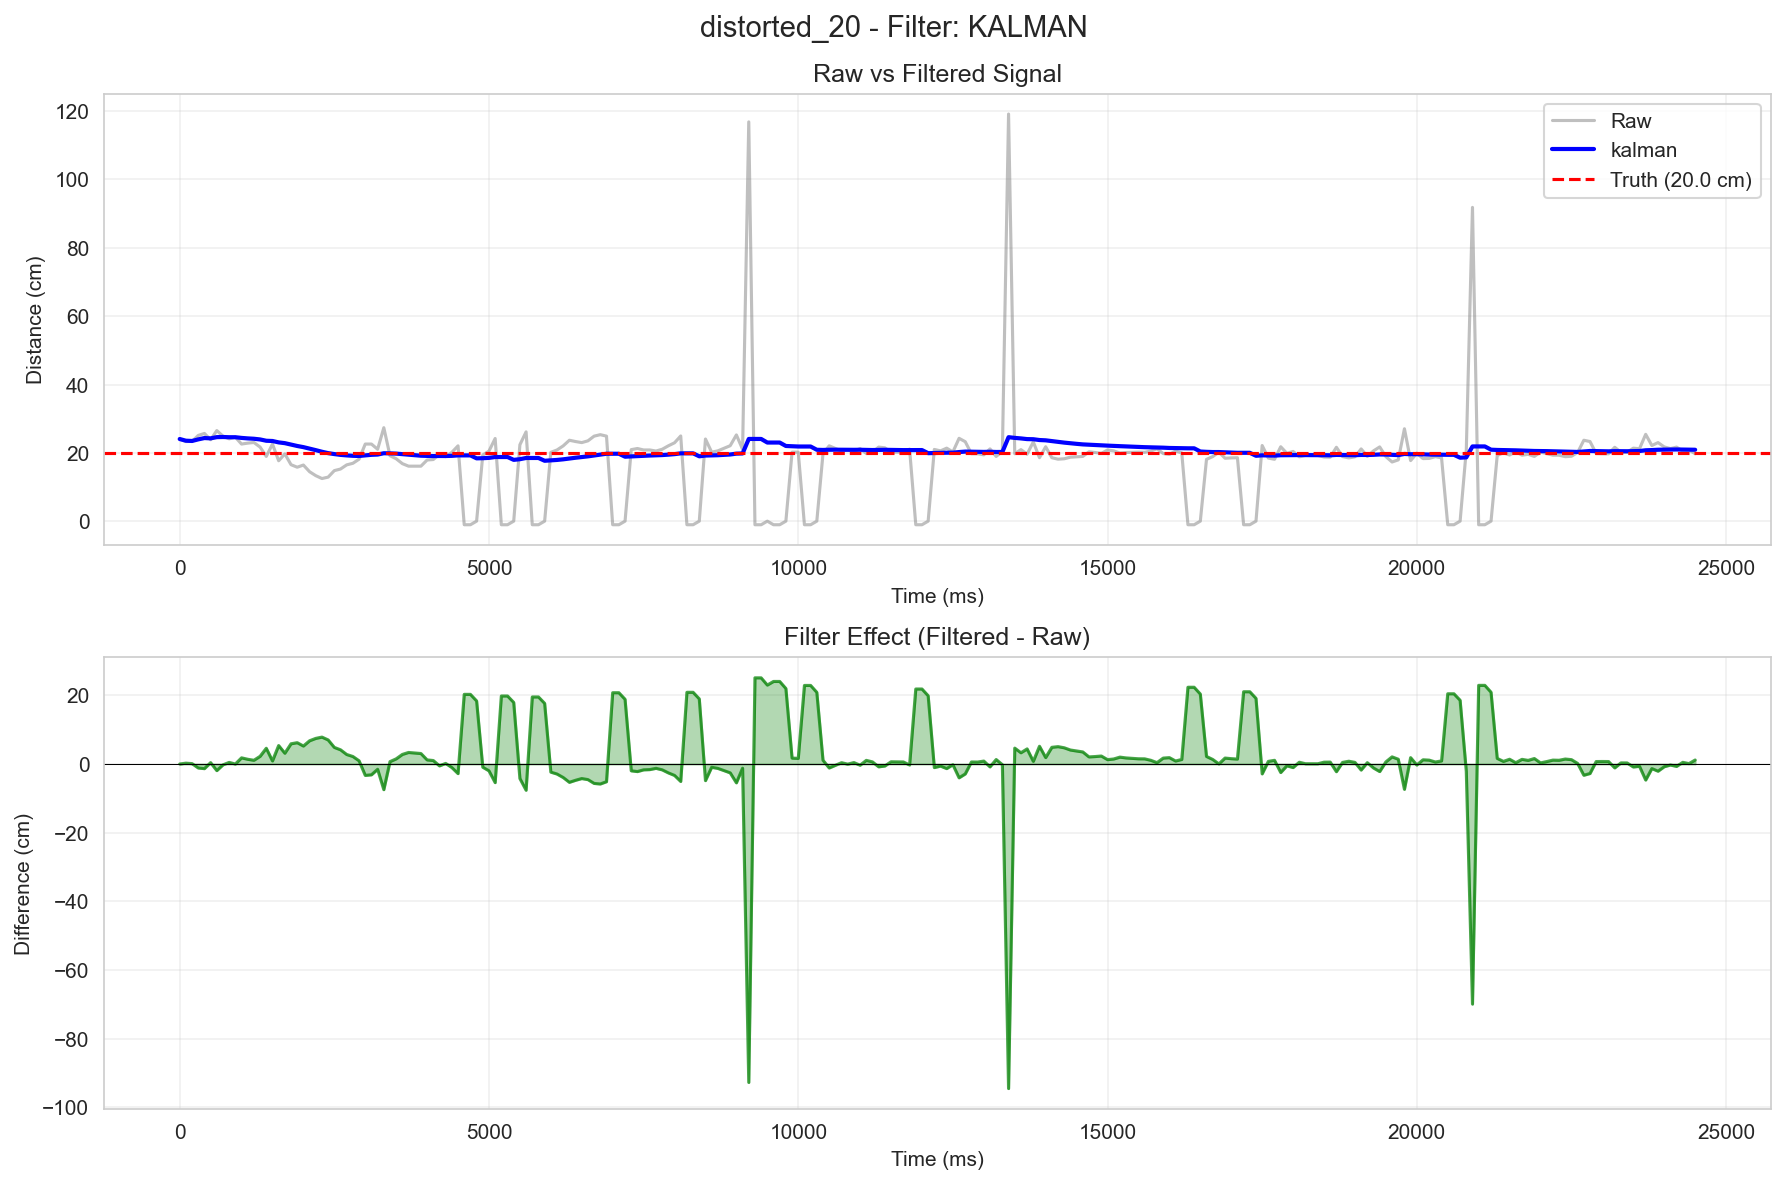 distorted_20 - Filter: KALMAN
Raw vs Filtered Signal
120
100
80
60
40
20
0
Distance (cm)
Raw
kalman
Truth (20.0 cm)
0 5000 10000 15000 20000 25000
Time (ms)
Filter Effect (Filtered - Raw)
20
0
−20
−40
−60
−80
−100
Difference (cm)
0 5000 10000 15000 20000 25000
Time (ms)